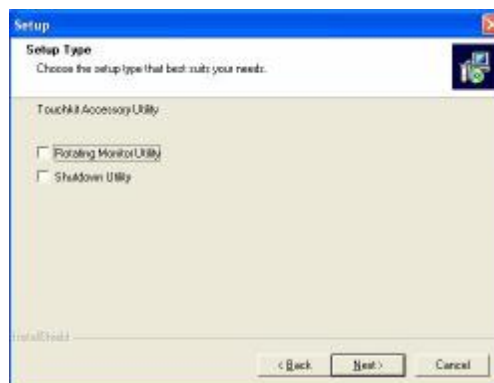 Setup
Setup Type
Choose the setup type that best suits your needs.
Touchkit Accessory Utility
Rotating Monitor Utility
Shutdown Utility
InstallShield
< Back
Next >
Cancel